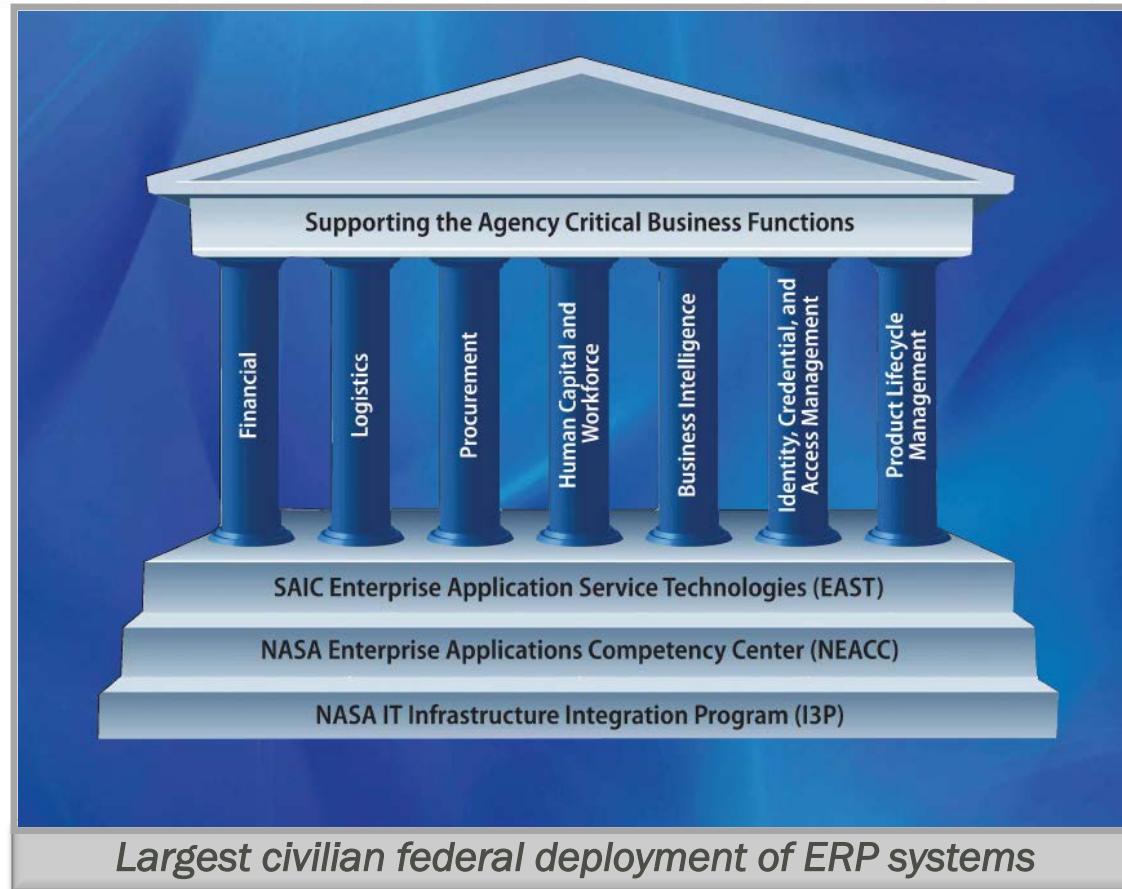 Supporting the Agency Critical Business Functions
Financial
Logistics
Procurement
Human Capital and
Workforce
Business Intelligence
Identity, Credential, and
Access Management
Product Lifecycle
Management
SAIC Enterprise Application Service Technologies (EAST)
NASA Enterprise Applications Competency Center (NEACC)
NASA IT Infrastructure Integration Program (I3P)
Largest civilian federal deployment of ERP systems